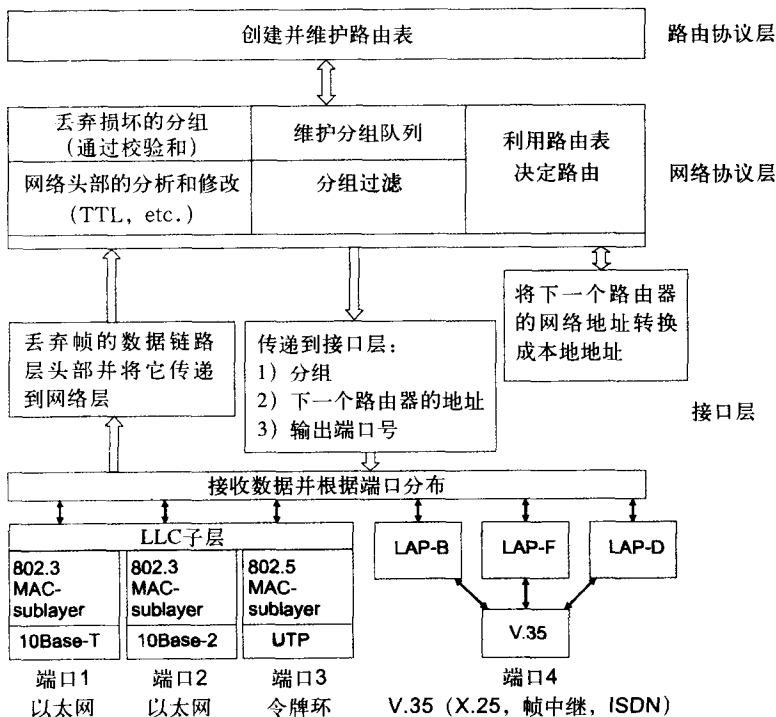 创建并维护路由表
路由协议层
丢弃损坏的分组
(通过校验和)
维护分组队列
利用路由表
决定路由
网络协议层
网络头部的分析和修改
(TTL, etc.)
分组过滤
将下一个路由器
的网络地址转换
成本地地址
丢弃帧的数据链路
层头部并将它传递
到网络层
传递到接口层:
1) 分组
2) 下一个路由器的地址
3) 输出端口号
接口层
接收数据并根据端口分布
LLC子层
LAP-B
LAP-F
LAP-D
802.3
MAC-
sublayer
802.3
MAC-
sublayer
802.5
MAC-
sublayer
10Base-T
10Base-2
UTP
V.35
端口1
以太网
端口2
以太网
端口3
令牌环
端口4
V.35 (X.25, 帧中继, ISDN)